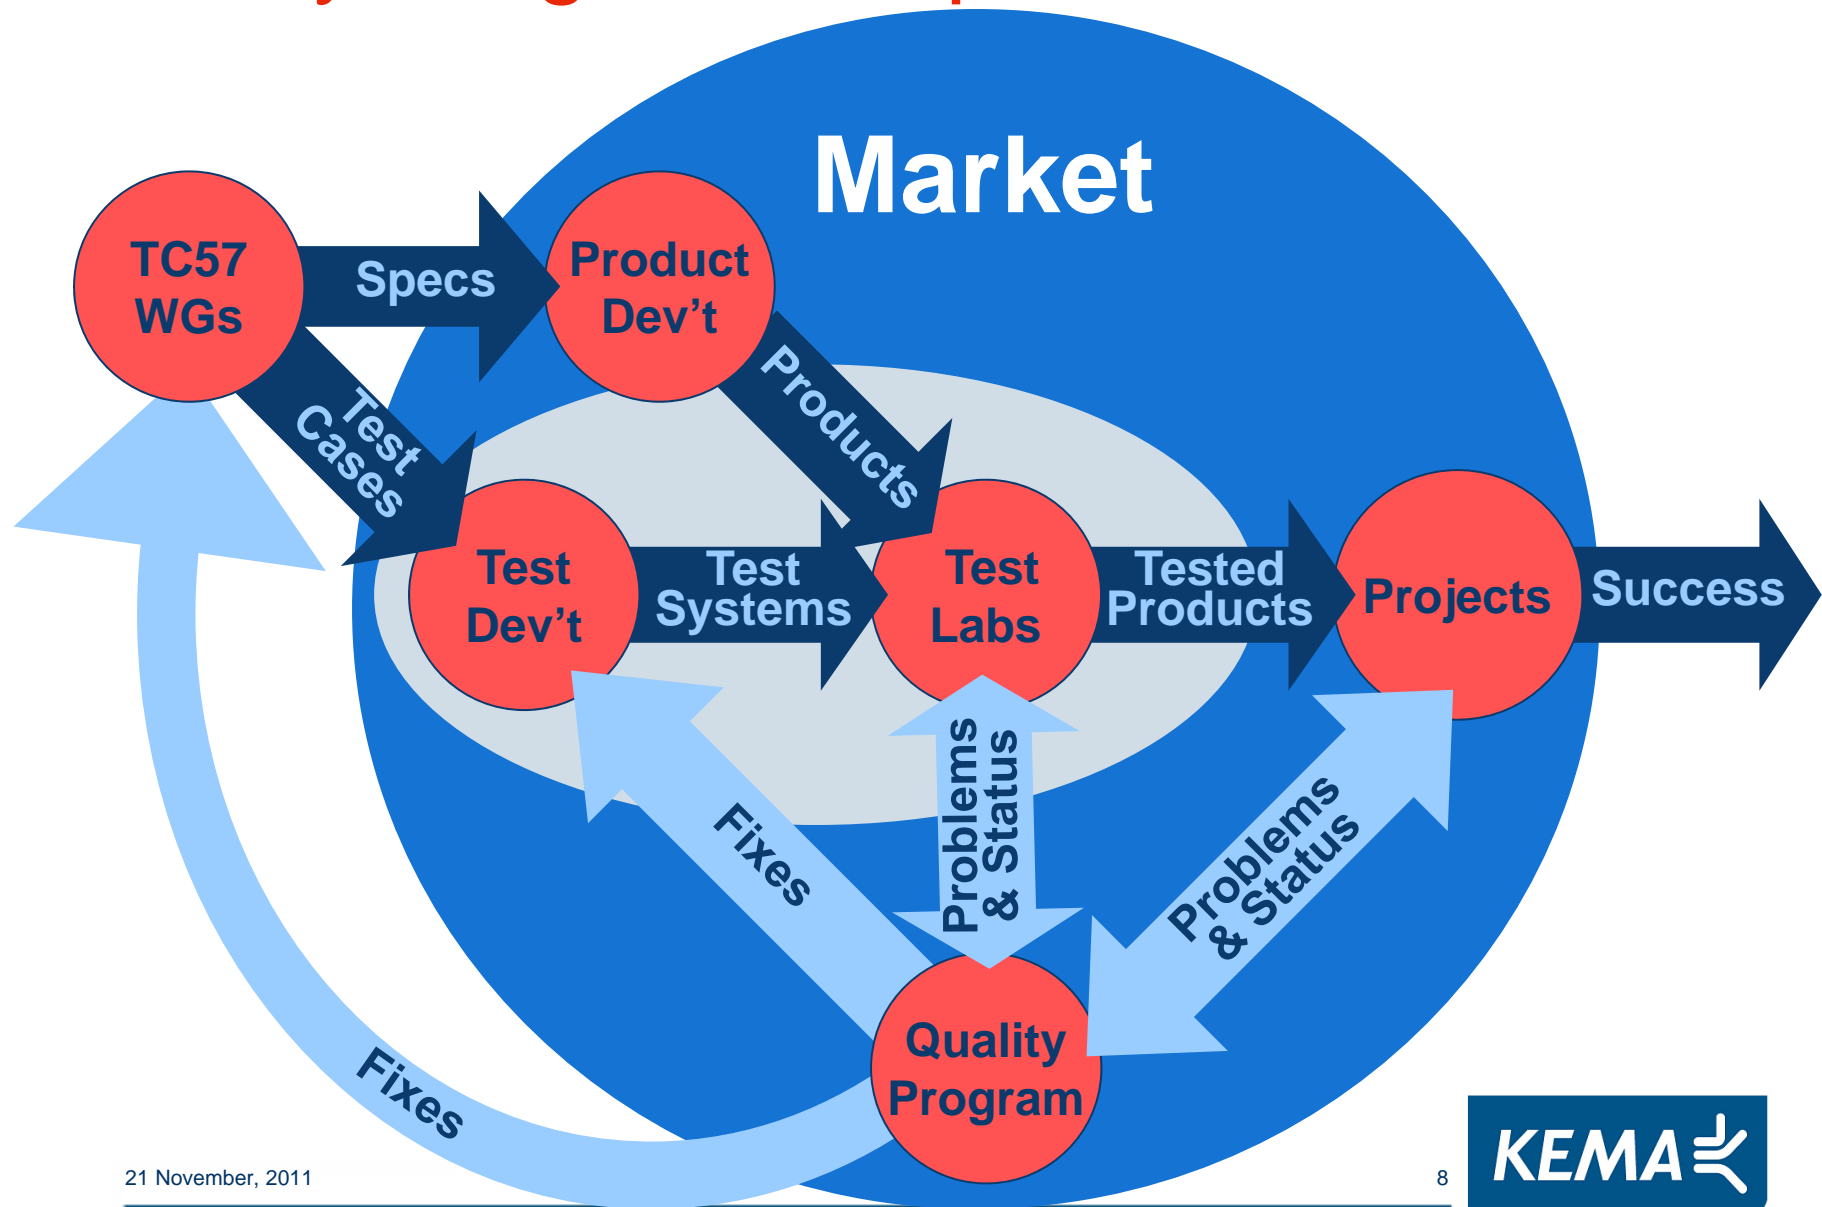 Market
TC57
WGs
Specs
Product
Dev’t
Test
Cases
Products
Test
Dev’t
Test
Systems
Test
Labs
Tested
Products
Projects
Success
Problems
& Status
Problems
& Status
Fixes
Fixes
Quality
Program
21 November, 2011
8
KEMA